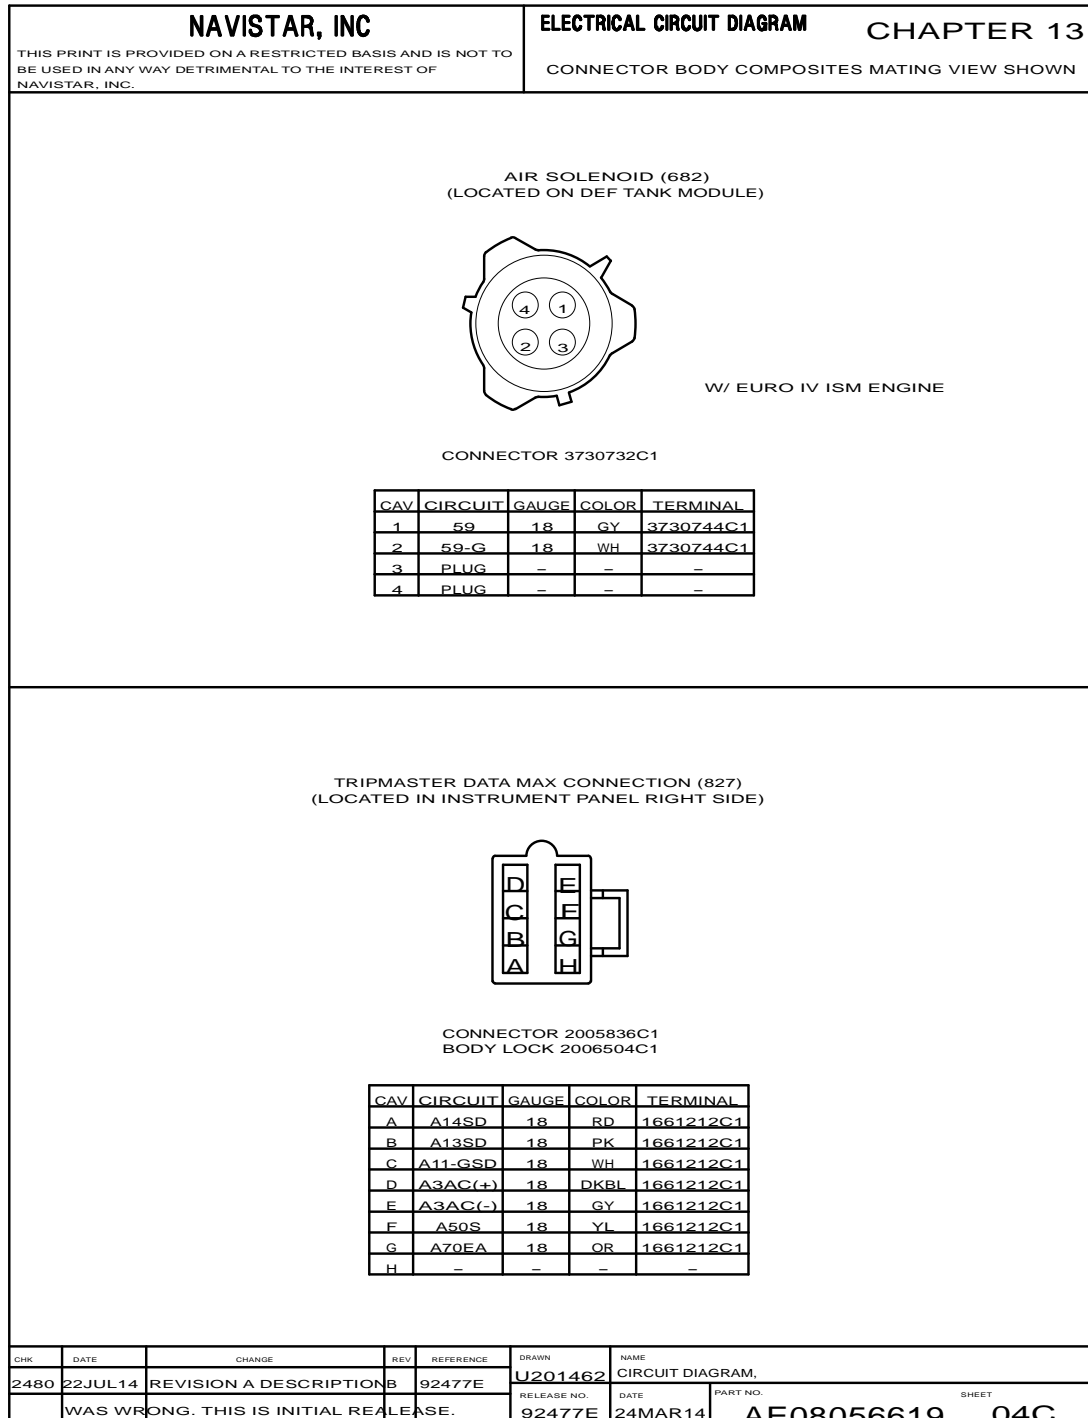 NAVISTAR, INC
THIS PRINT IS PROVIDED ON A RESTRICTED BASIS AND IS NOT TO
BE USED IN ANY WAY DETRIMENTAL TO THE INTEREST OF
NAVISTAR, INC.
ELECTRICAL CIRCUIT DIAGRAM CHAPTER 13
CONNECTOR BODY COMPOSITES MATING VIEW SHOWN
AIR SOLENOID (682)
(LOCATED ON DEF TANK MODULE)
4 1
2 3
W/ EURO IV ISM ENGINE
CONNECTOR 3730732C1
CAV CIRCUIT GAUGE COLOR TERMINAL
1 59 18 GY 3730744C1
2 59-G 18 WH 3730744C1
3 PLUG – – –
4 PLUG – – –
TRIPMASTER DATA MAX CONNECTION (827)
(LOCATED IN INSTRUMENT PANEL RIGHT SIDE)
D E
C F
B G
A H
CONNECTOR 2005836C1
BODY LOCK 2006504C1
CAV CIRCUIT GAUGE COLOR TERMINAL
A A14SD 18 RD 1661212C1
B A13SD 18 PK 1661212C1
C A11-GSD 18 WH 1661212C1
D A3AC(+) 18 DKBL 1661212C1
E A3AC(-) 18 GY 1661212C1
F A50S 18 YL 1661212C1
G A70EA 18 OR 1661212C1
H – – – –
CHK DATE CHANGE REV REFERENCE
2480 22JUL14 REVISION A DESCRIPTION B 92477E
WAS WRONG. THIS IS INITIAL REALEASE.
DRAWN NAME
U201462 CIRCUIT DIAGRAM,
RELEASE NO. DATE PART NO. SHEET
92477E 24MAR14 AE08056619 04C